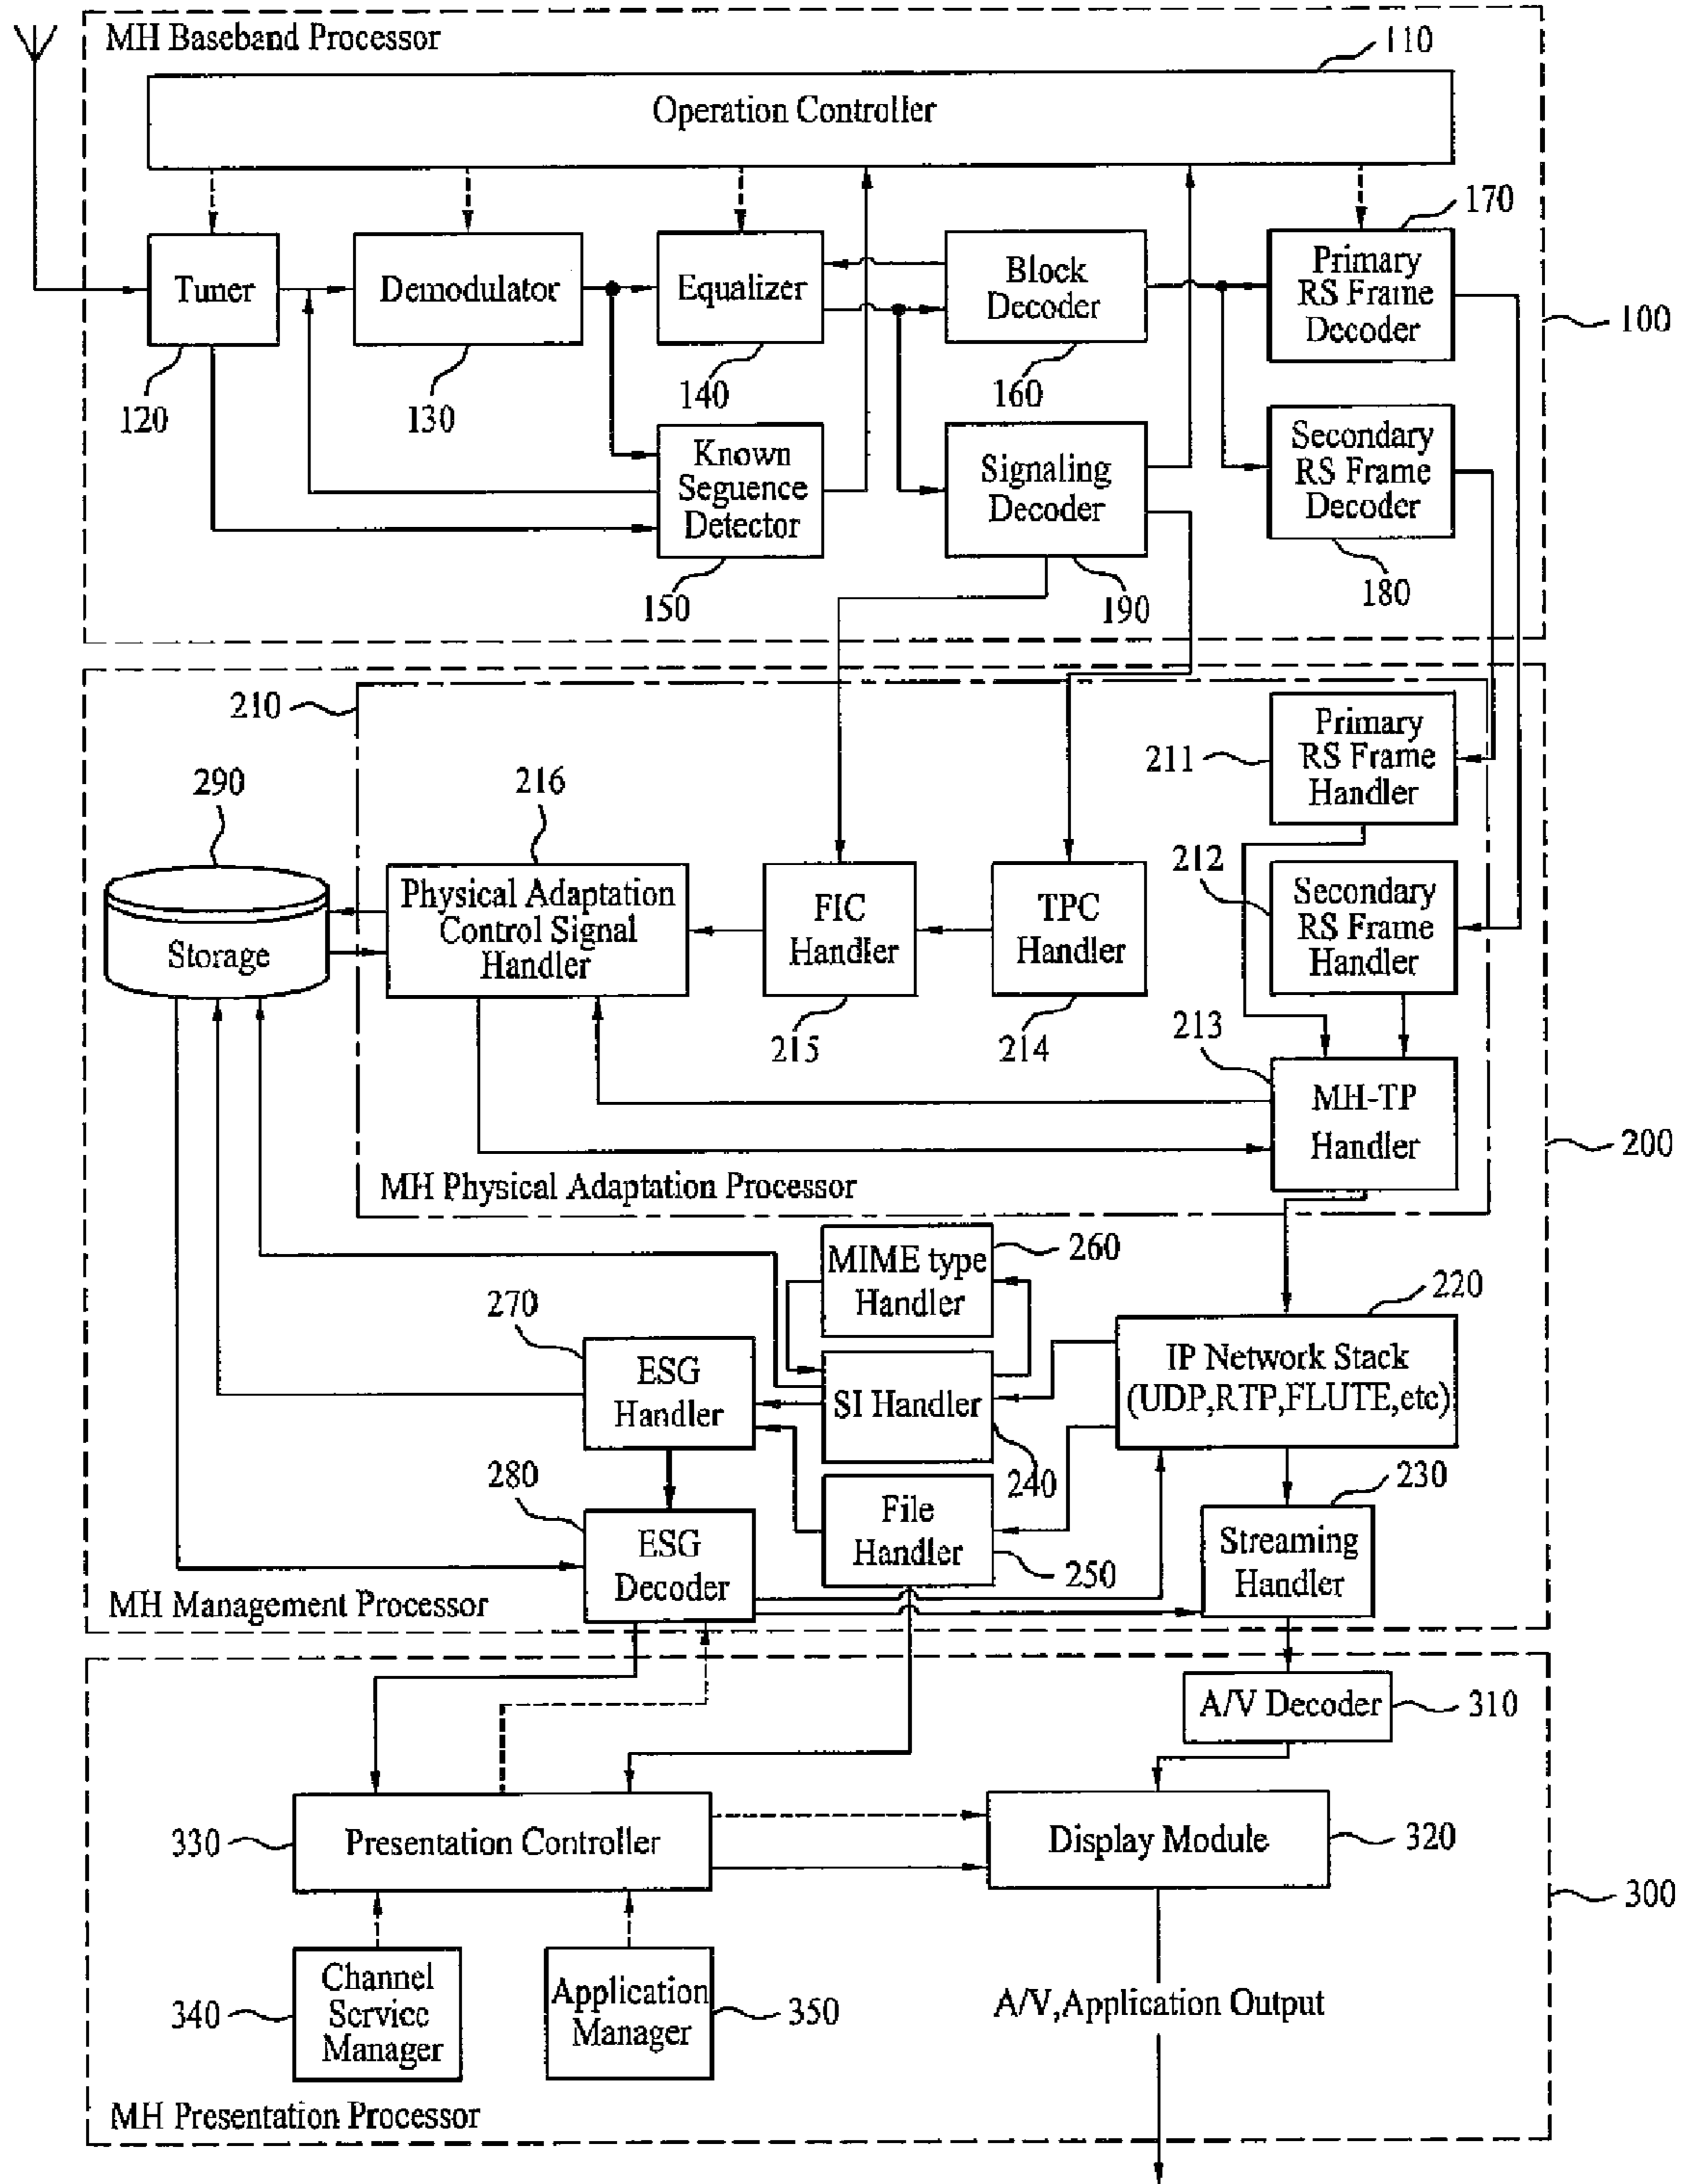 MH Baseband Processor
110
Operation Controller
170
Tuner
Demodulator
Equalizer
Block
Decoder
Primary
RS Frame
Decoder
100
120
130
140
160
Known
Seguence
Detector
Signaling
Decoder
Secondary
RS Frame
Decoder
150
190
180
210
Primary
RS Frame
Handler
211
290
216
212
Storage
Physical Adaptation
Control Signal
Handler
FIC
Handler
TPC
Handler
Secondary
RS Frame
Handler
215
214
213
MH-TP
Handler
200
MH Physical Adaptation Processor
MIME type
Handler
260
270
220
ESG
Handler
SI Handler
IP Network Stack
(UDP,RTP,FLUTE,etc)
240
280
230
ESG
Decoder
File
Handler
250
Streaming
Handler
MH Management Processor
A/V Decoder
310
330
Presentation Controller
Display Module
320
300
340
Channel
Service
Manager
Application
Manager
350
A/V,Application Output
MH Presentation Processor